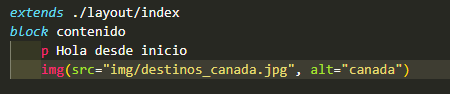 extends ./layout/index
block contenido
p Hola desde inicio
img(src="img/destinos_canada.jpg", alt="canada")